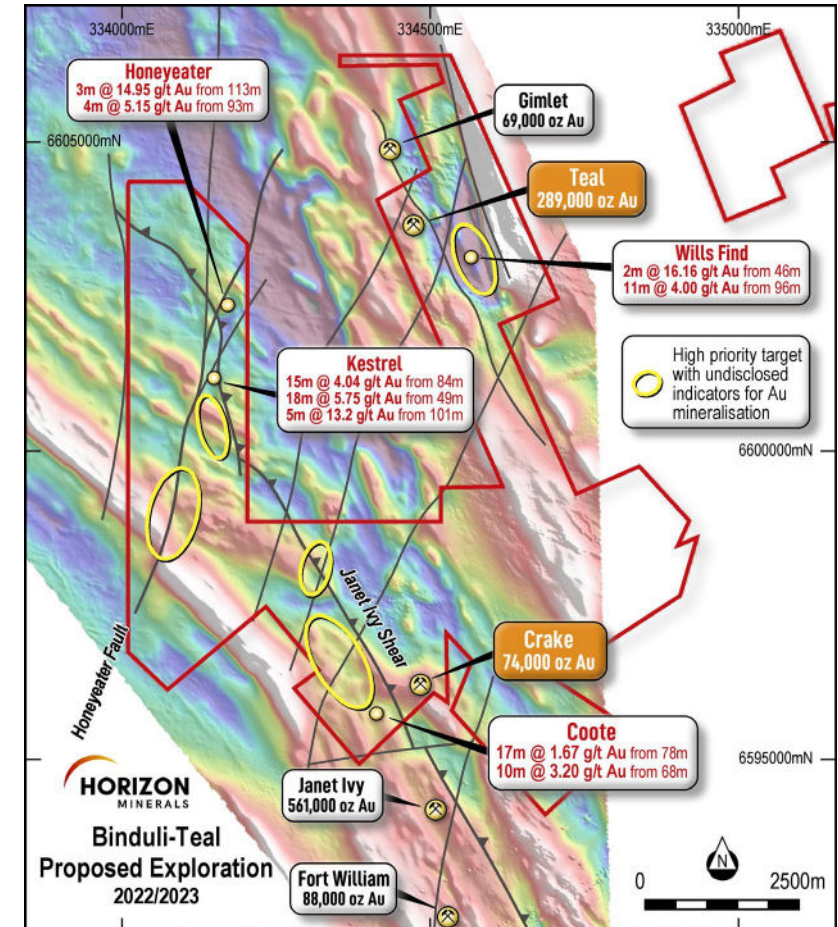 334000mE
334500mE
335000mE
Honeyeater
3m @ 14.95 g/t Au from 113m
4m @ 5.15 g/t Au from 93m
Gimlet
69,000 oz Au
6605000mN
Teal
289,000 oz Au
Wills Find
2m @ 16.16 g/t Au from 46m
11m @ 4.00 g/t Au from 96m
Kestrel
15m @ 4.04 g/t Au from 84m
18m @ 5.75 g/t Au from 49m
5m @ 13.2 g/t Au from 101m
High priority target
with undisclosed
indicators for Au
mineralisation
6600000mN
Janet Ivy Shear
Honeyeater Fault
Crake
74,000 oz Au
Coote
17m @ 1.67 g/t Au from 78m
10m @ 3.20 g/t Au from 68m
6595000mN
HORIZON
MINERALS
Janet Ivy
561,000 oz Au
Binduli-Teal
Proposed Exploration
2022/2023
Fort William
88,000 oz Au
N
0 2500m